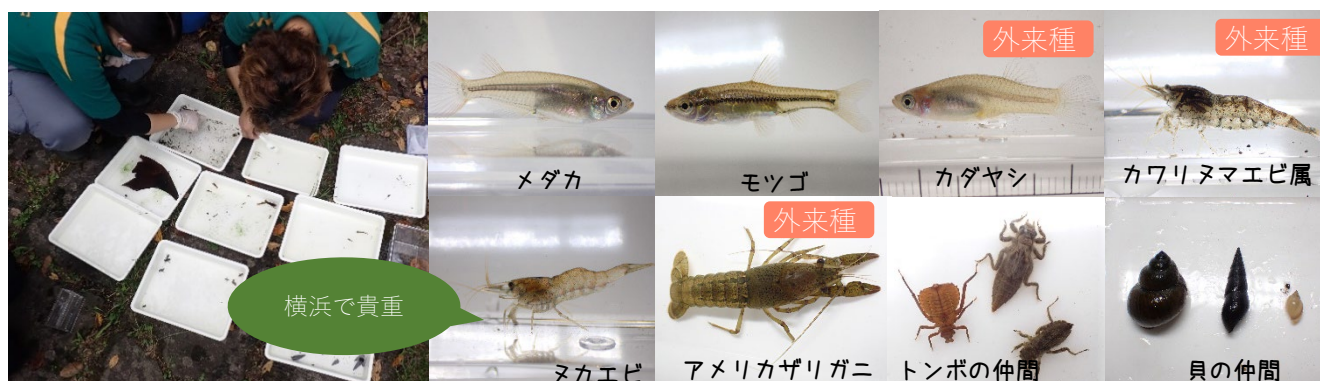 外来種
外来種
メダカ
モツゴ
カダヤシ
カワリヌマエビ属
外来種
横浜で貴重
ヌカエビ
アメリカザリガニ
トンボの仲間
貝の仲間